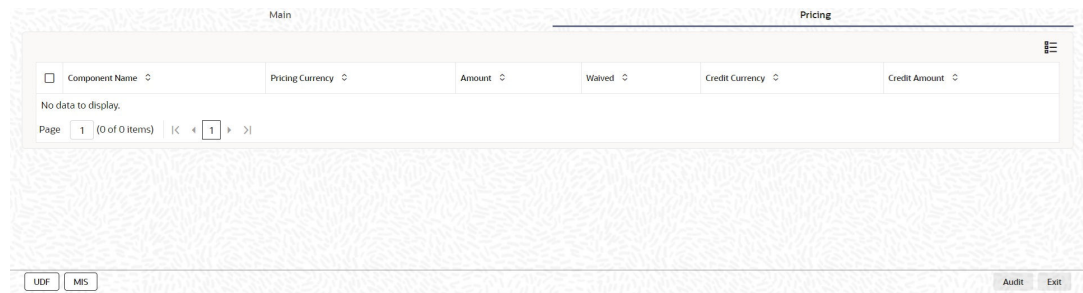 Main Pricing
Component Name Pricing Currency Amount Waived Credit Currency Credit Amount
No data to display.
Page 1 (0 of 0 items) 1
UDF MIS Audit Exit